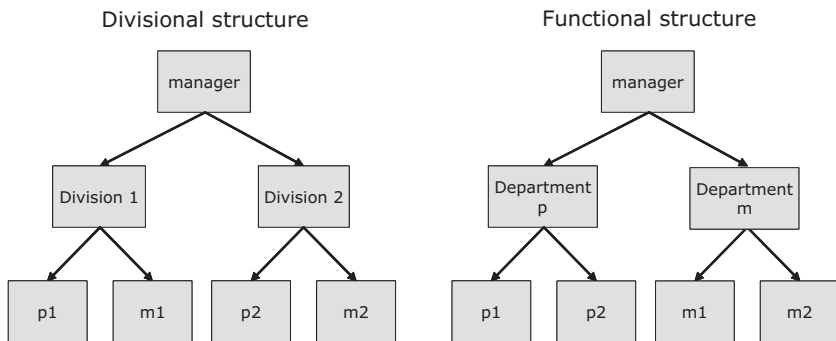 Divisional structure
manager
Division 1
Division 2
p1
m1
p2
m2
Functional structure
manager
Department
p
Department
m
p1
p2
m1
m2